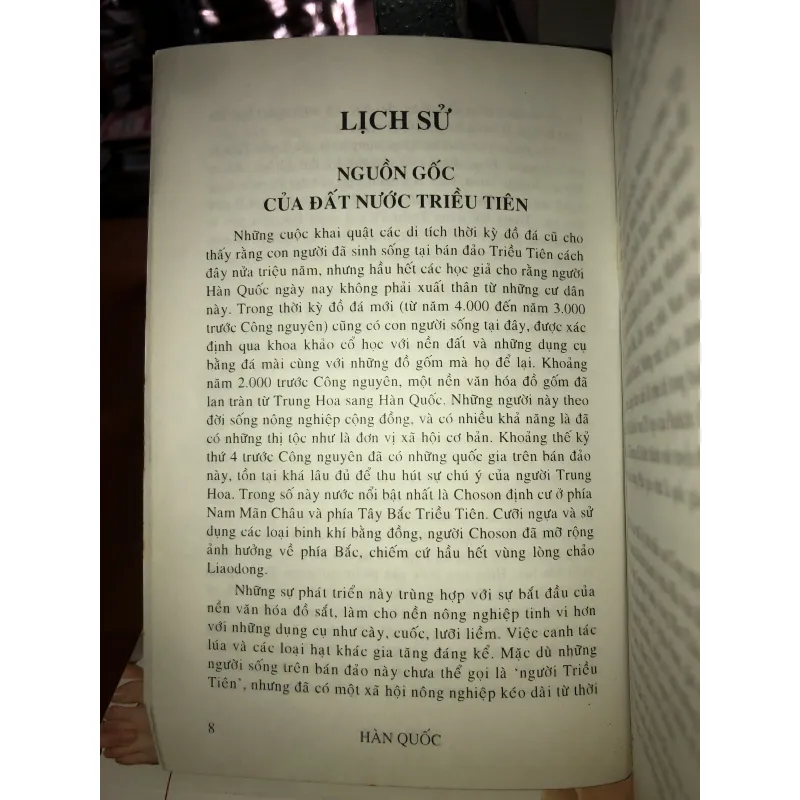 LỊCH SỬ
NGUỒN GỐC
CỦA ĐẤT NƯỚC TRIỀU TIÊN
Những cuộc khai quật các di tích thời kỳ đồ đá cũ cho
thấy rằng con người đã sinh sống tại bán đảo Triều Tiên cách
đây nửa triệu năm, nhưng hầu hết các học giả cho rằng người
Hàn Quốc ngày nay không phải xuất thân từ những cư dân
này. Trong thời kỳ đồ đá mới (từ năm 4.000 đến năm 3.000
trước Công nguyên) cũng có con người sống tại đây, được xác
định qua khoa khảo cổ học với nền đất và những dụng cụ
bằng đá mài cùng với những đồ gốm mà họ để lại. Khoảng
năm 2.000 trước Công nguyên, một nền văn hóa đồ gốm đã
lan tràn từ Trung Hoa sang Hàn Quốc. Những người này theo
đời sống nông nghiệp cộng đồng, và có nhiều khả năng là đã
có những thị tộc như là đơn vị xã hội cơ bản. Khoảng thế kỷ
thứ 4 trước Công nguyên đã có những quốc gia trên bán đảo
này, tồn tại khá lâu đủ để thu hút sự chú ý của người Trung
Hoa. Trong số này nước nổi bật nhất là Choson định cư ở phía
Nam Mãn Châu và phía Tây Bắc Triều Tiên. Cưỡi ngựa và sử
dụng các loại binh khí bằng đồng, người Choson đã mỡ rộng
ảnh hưởng về phía Bắc, chiếm cứ hầu hết vùng lòng chảo
Liaodong.
Những sự phát triển này trùng hợp với sự bắt đầu của
nền văn hóa đồ sắt, làm cho nền nông nghiệp tinh vi hơn
với những dụng cụ như cày, cuốc, lưỡi liềm. Việc canh tác
lúa và các loại hạt khác gia tăng đáng kể. Mặc dù những
người sống trên bán đảo này chưa thể gọi là ‘người Triều
Tiên’, nhưng đã có một xã hội nông nghiệp kéo dài từ thời
8
HÀN QUỐC